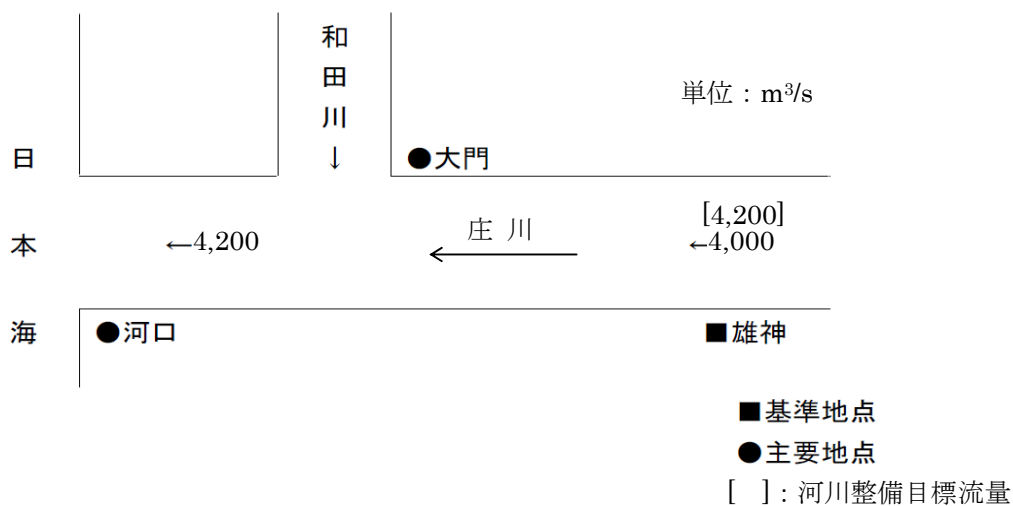 和田川↓
単位：m³/s
日本海
●大門
[4,200]
←4,200
庄川
←4,000
●河口
■雄神
■基準地点
●主要地点
[ ]：河川整備目標流量